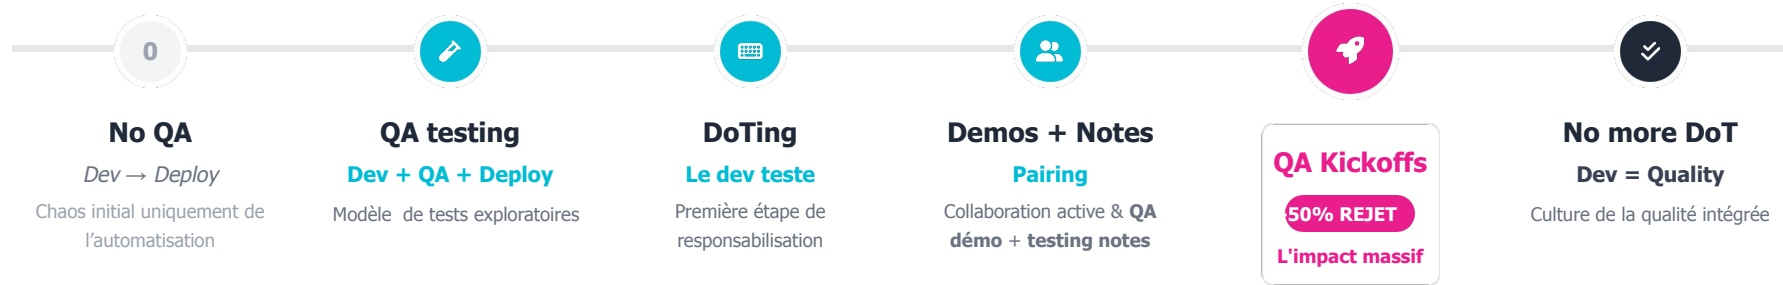 0
No QA
Dev → Deploy
Chaos initial uniquement de
l'automatisation
QA testing
Dev + QA + Deploy
Modèle de tests exploratoires
DoTing
Le dev teste
Première étape de
responsabilisation
Demos + Notes
Pairing
Collaboration active & QA
démo + testing notes
QA Kickoffs
50% REJET
L'impact massif
No more DoT
Dev = Quality
Culture de la qualité intégrée